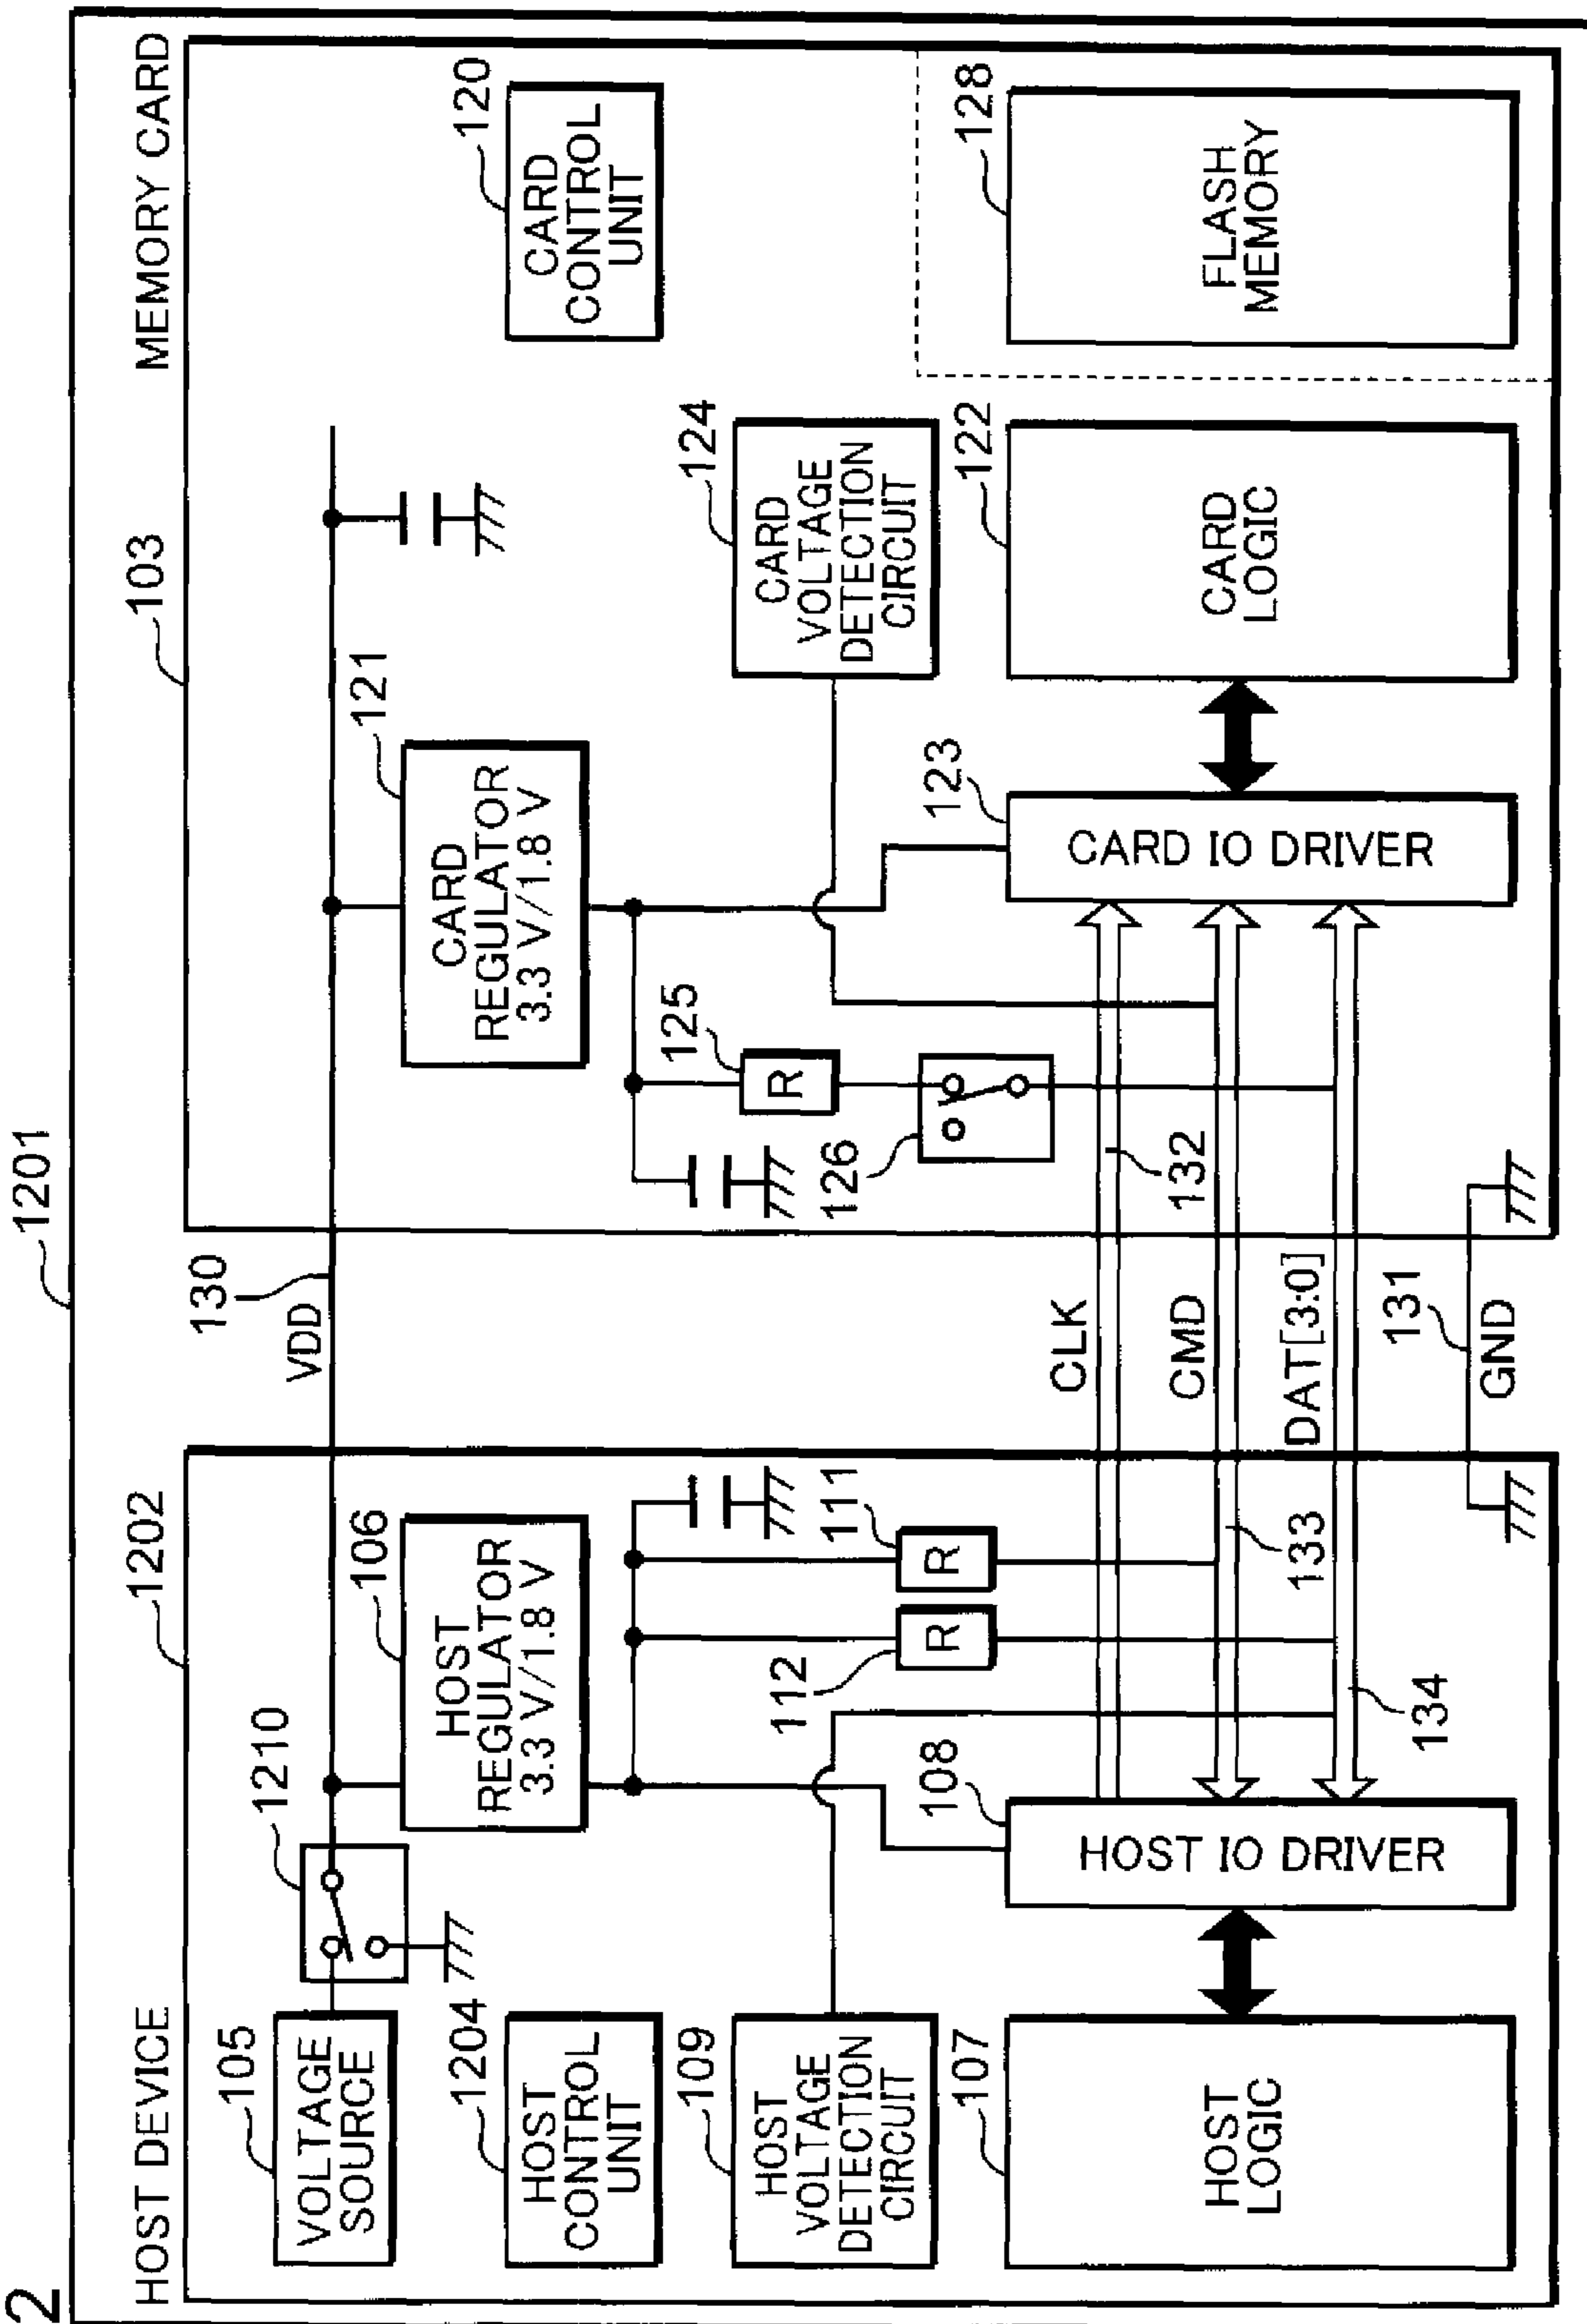 2
1201
HOST DEVICE
1202
103
MEMORY CARD
105
VOLTAGE
SOURCE
1210
VDD
130
106
HOST
REGULATOR
3.3 V/1.8 V
121
CARD
REGULATOR
3.3 V/1.8 V
1204
HOST
CONTROL
UNIT
120
CARD
CONTROL
UNIT
109
HOST
VOLTAGE
DETECTION
CIRCUIT
112
R
111
R
126
125
R
124
CARD
VOLTAGE
DETECTION
CIRCUIT
107
HOST
LOGIC
108
HOST IO DRIVER
CLK
132
CMD
133
DAT[3:0]
134
131
GND
123
CARD IO DRIVER
122
CARD
LOGIC
128
FLASH
MEMORY